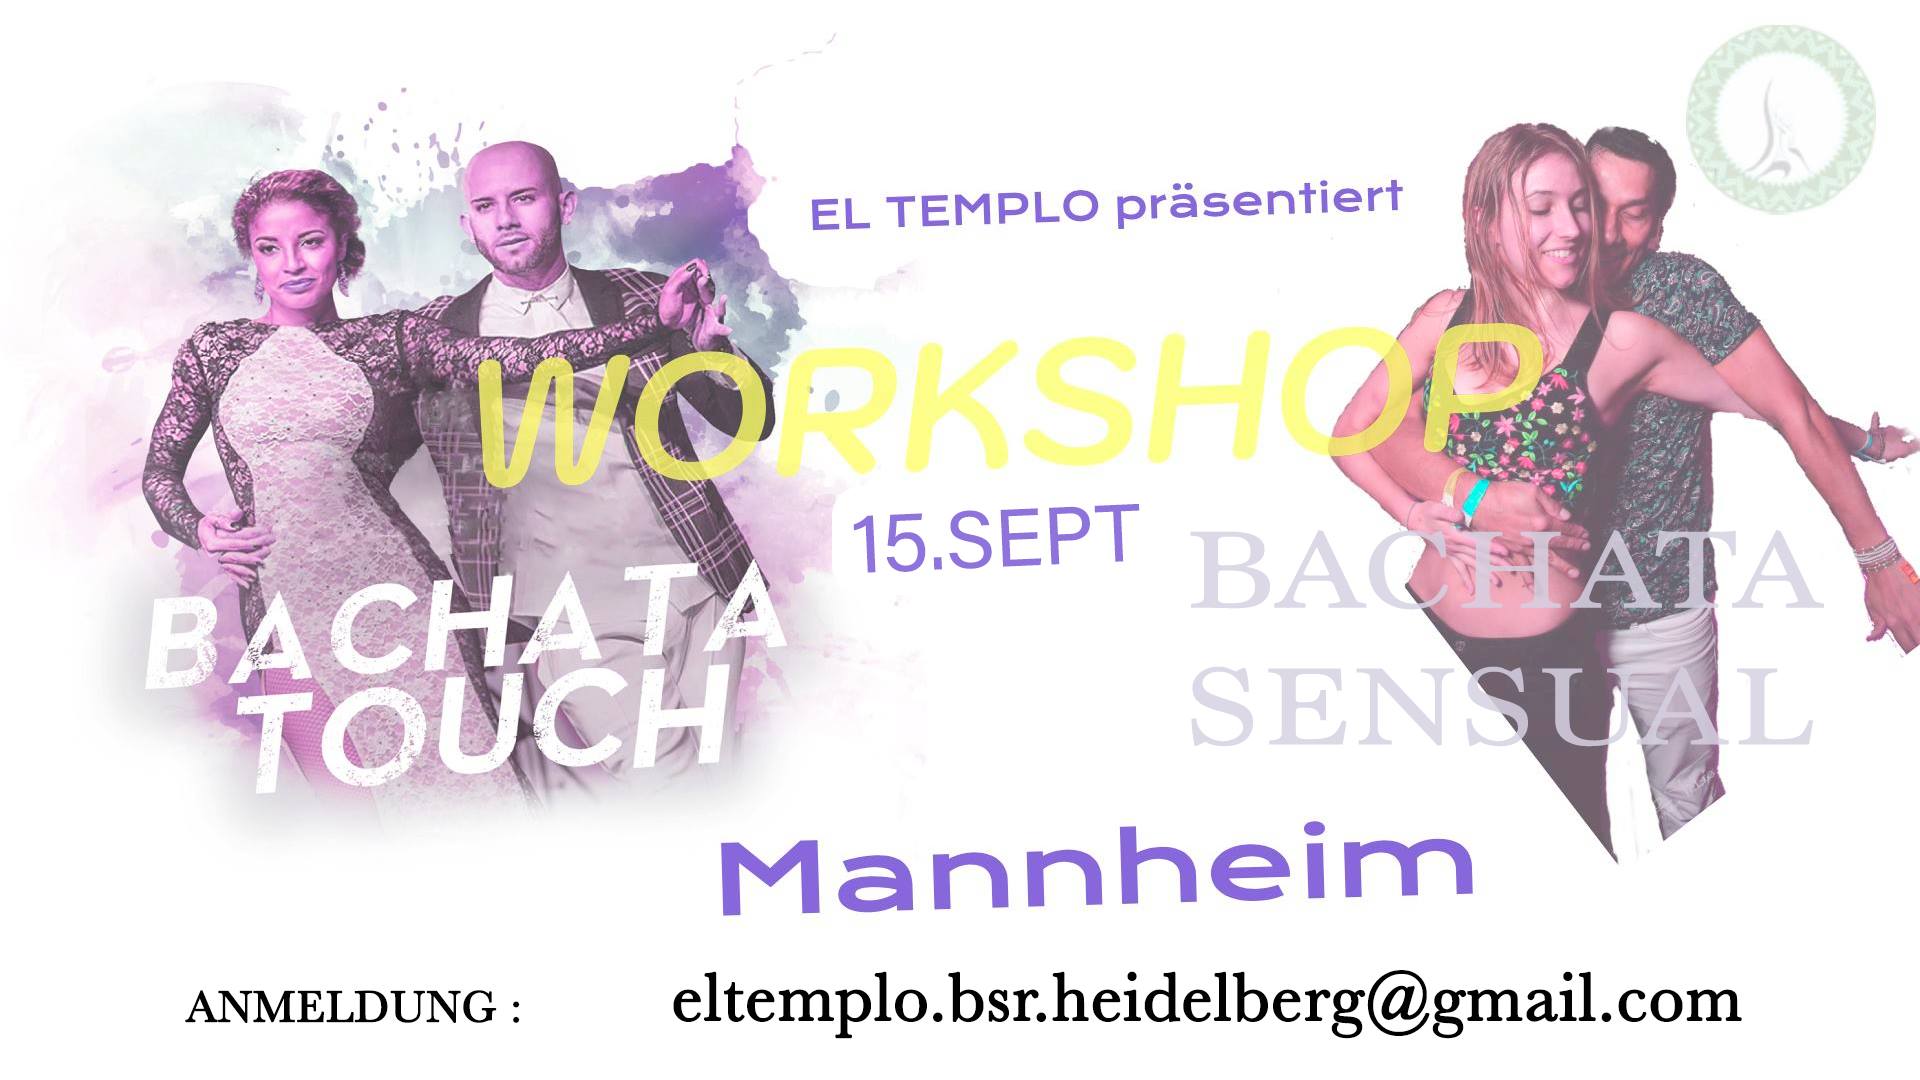 EL TEMPLO präsentiert
WORKSHOP
15.SEPT
BACHATA
TOUCH
BACHATA
SENSUAL
Mannheim
ANMELDUNG : eltemplo.bsr.heidelberg@gmail.com